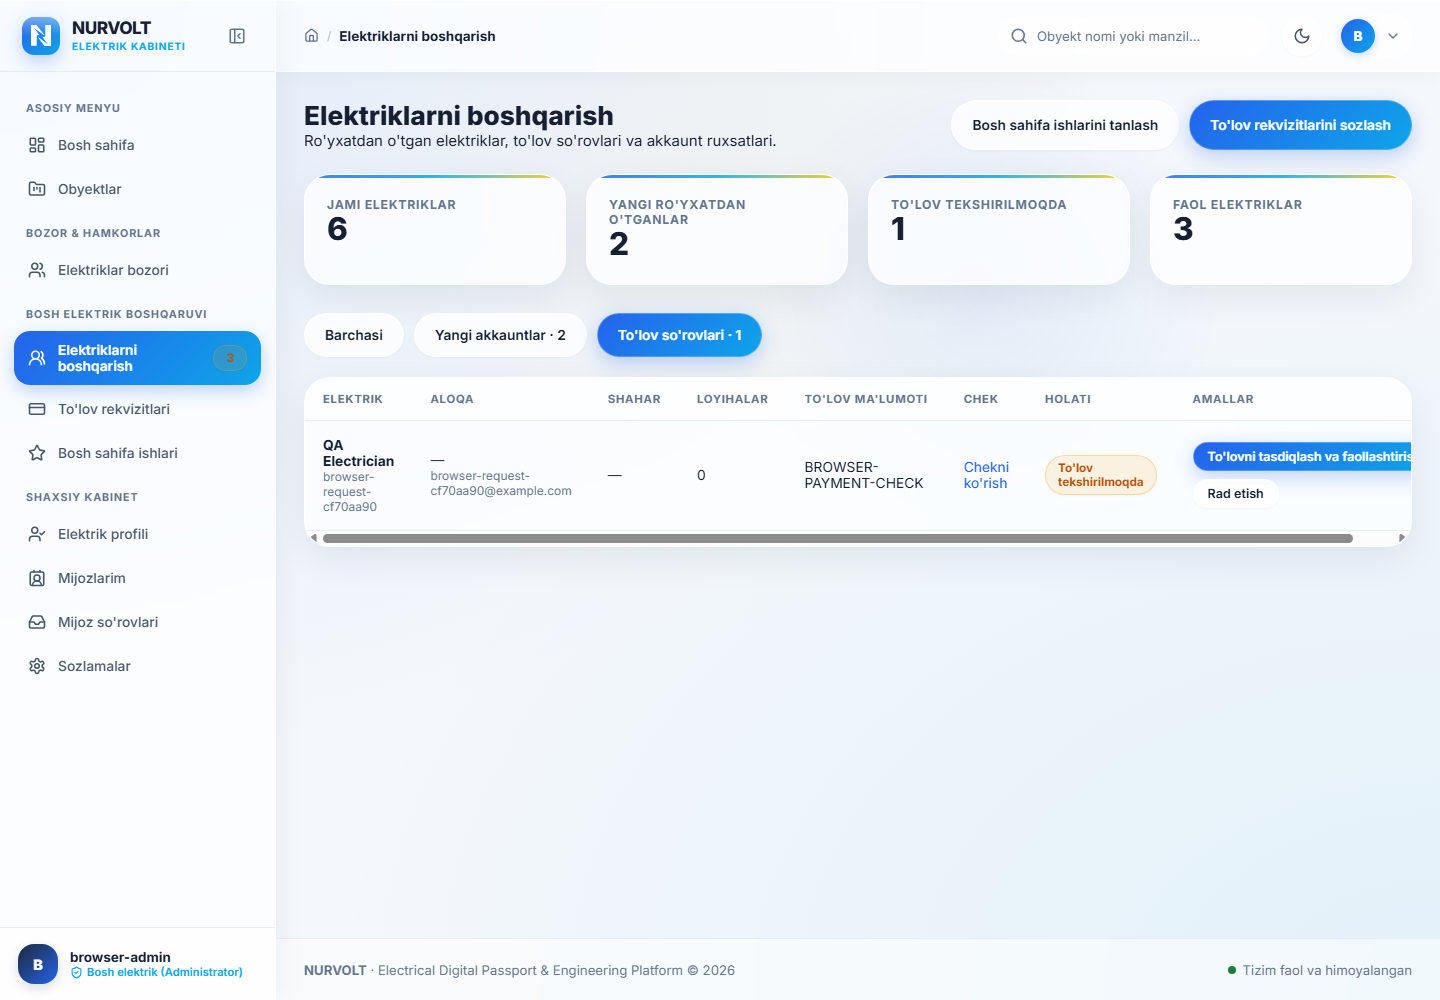 NURVOLT
ELEKTRIK KABINETI
/ Elektriklarni boshqarish
Obyekt nomi yoki manzil...
B
ASOSIY MENYU
Bosh sahifa
Obyektlar
BOZOR & HAMKORLAR
Elektriklar bozori
BOSH ELEKTRIK BOSHQARUVI
Elektriklarni
boshqarish
3
To'lov rekvizitlari
Bosh sahifa ishlari
SHAXSIY KABINET
Elektrik profili
Mijozlarim
Mijoz so'rovlari
Sozlamalar
B
browser-admin
Bosh elektrik (Administrator)
Elektriklarni boshqarish
Ro'yxatdan o'tgan elektriklar, to'lov so'rovlari va akkaunt ruxsatlari.
Bosh sahifa ishlarini tanlash
To'lov rekvizitlarini sozlash
JAMI ELEKTRIKLAR
6
YANGI RO'YXATDAN
O'TGANLAR
2
TO'LOV TEKSHIRILMOQDA
1
FAOL ELEKTRIKLAR
3
Barchasi
Yangi akkauntlar · 2
To'lov so'rovlari · 1
ELEKTRIK ALOQA SHAHAR LOYIHALAR TO'LOV MA'LUMOTI CHEK HOLATI AMALLAR
QA
Electrician
browser-
request-
cf70aa90
—
browser-request-
cf70aa90@example.com
—
0
BROWSER-
PAYMENT-CHECK
Chekni
ko'rish
To'lov
tekshirilmoqda
To'lovni tasdiqlash va faollashtiris
Rad etish
NURVOLT · Electrical Digital Passport & Engineering Platform © 2026
Tizim faol va himoyalangan